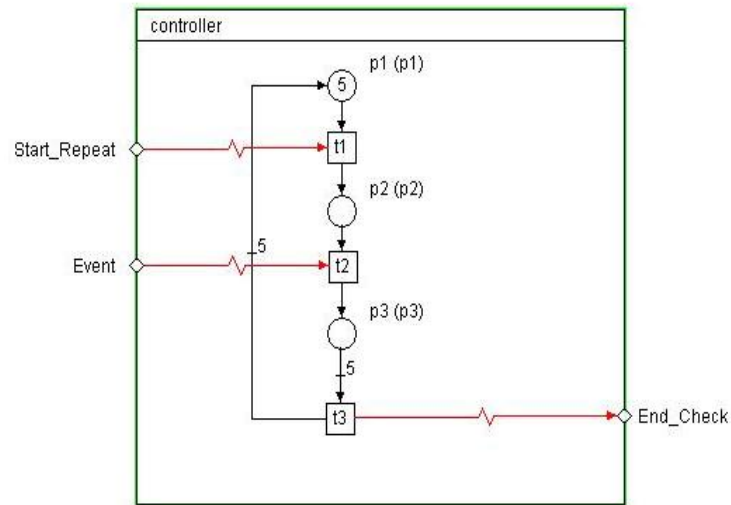 controller
p1 (p1)
5
Start_Repeat
t1
p2 (p2)
5
Event
t2
p3 (p3)
5
t3
End_Check